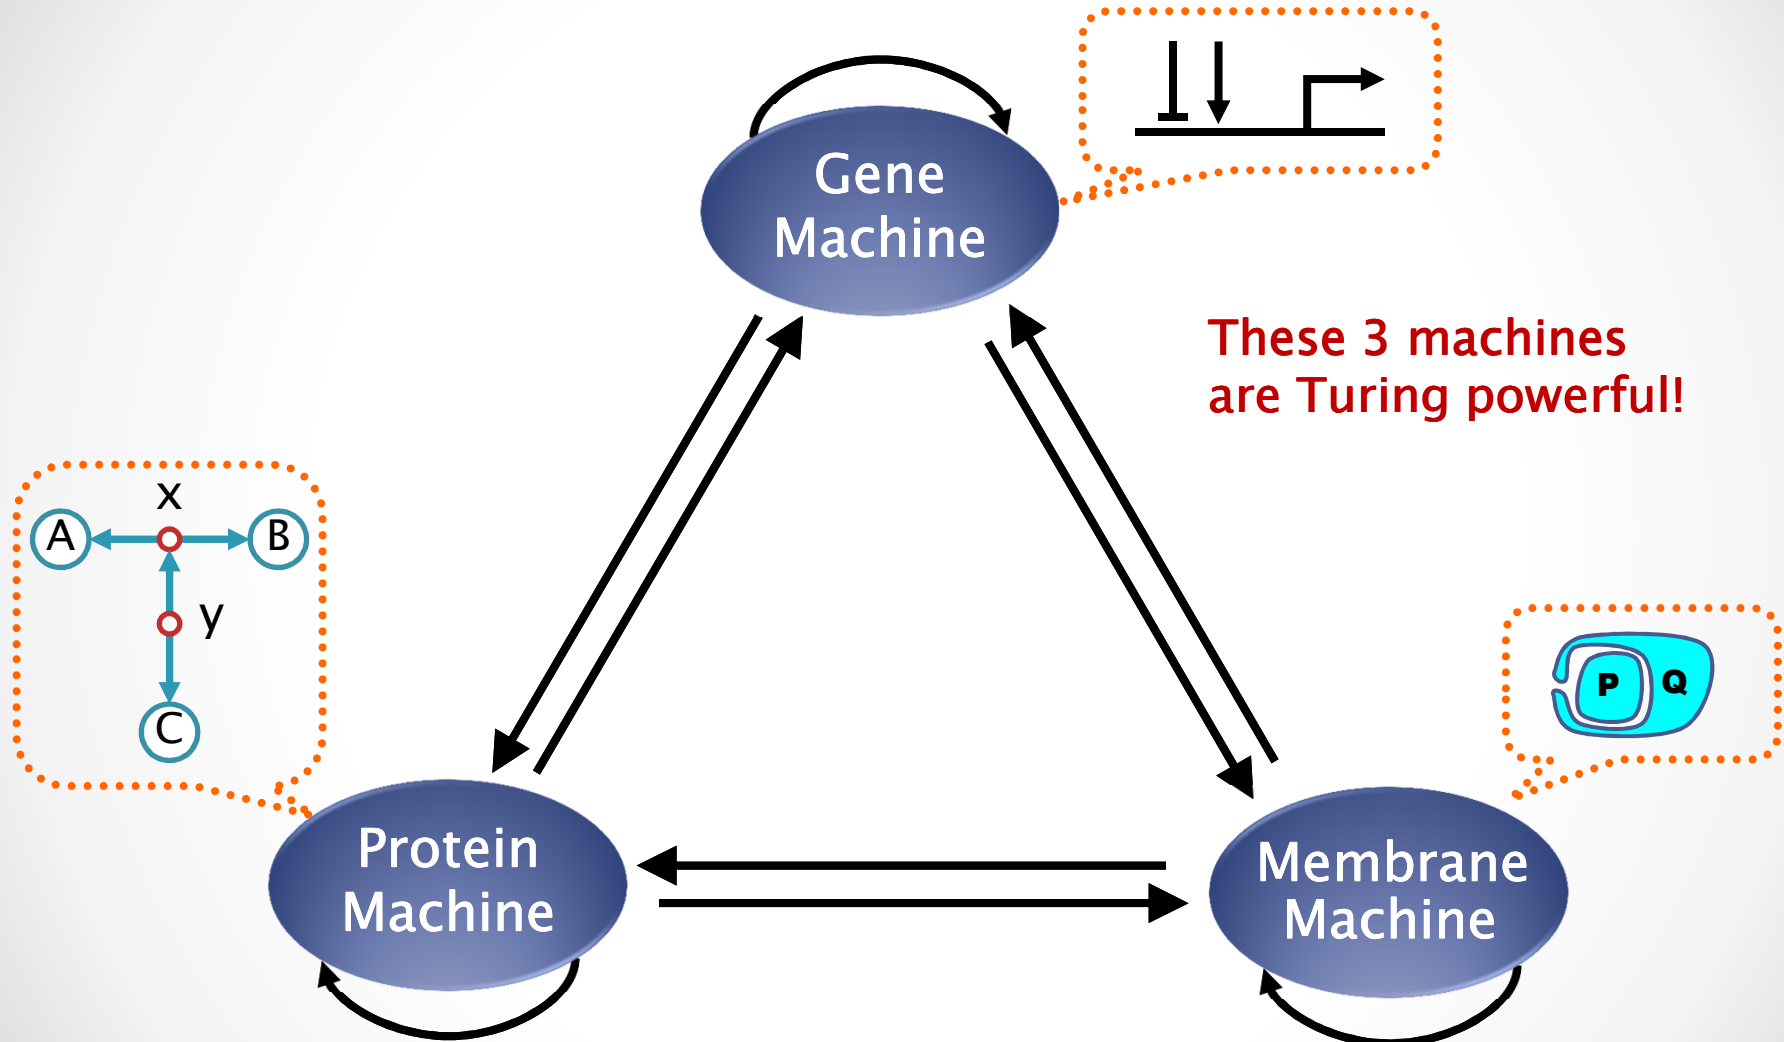 Gene
Machine
These 3 machines
are Turing powerful!
x
A
B
y
C
P
Q
Protein
Machine
Membrane
Machine